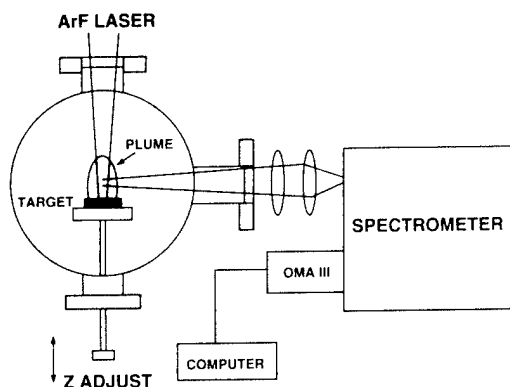 ArF LASER
PLUME
TARGET
SPECTROMETER
OMA III
COMPUTER
Z ADJUST